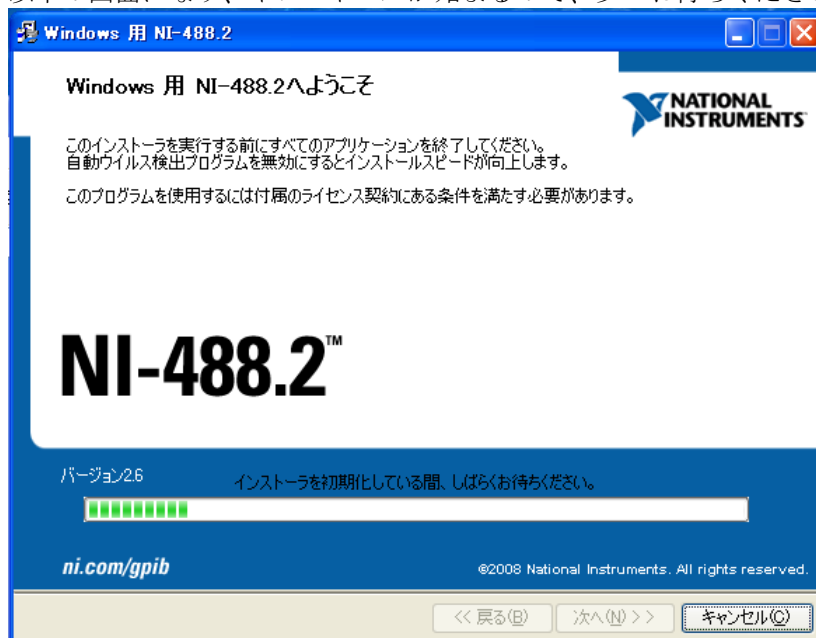 Windows 用 NI-488.2
Windows 用 NI-488.2へようこそ
NATIONAL
INSTRUMENTS
このインストーラを実行する前にすべてのアプリケーションを終了してください。
自動ウイルス検出プログラムを無効にするとインストールスピードが向上します。
このプログラムを使用するには付属のライセンス契約にある条件を満たす必要があります。
NI-488.2™
バージョン2.6
インストーラを初期化している間、しばらくお待ちください。
ni.com/gpib
©2008 National Instruments. All rights reserved.
<< 戻る(B)
次へ(N) >>
キャンセル(C)